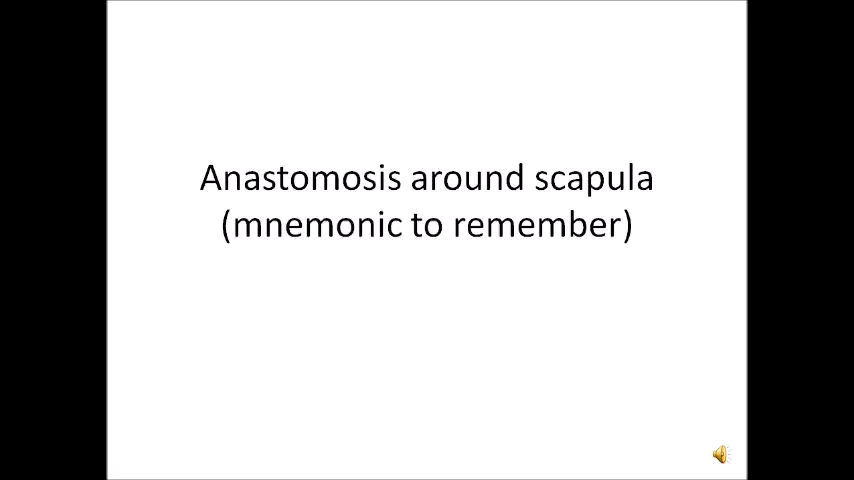 Anastomosis around scapula
(mnemonic to remember)